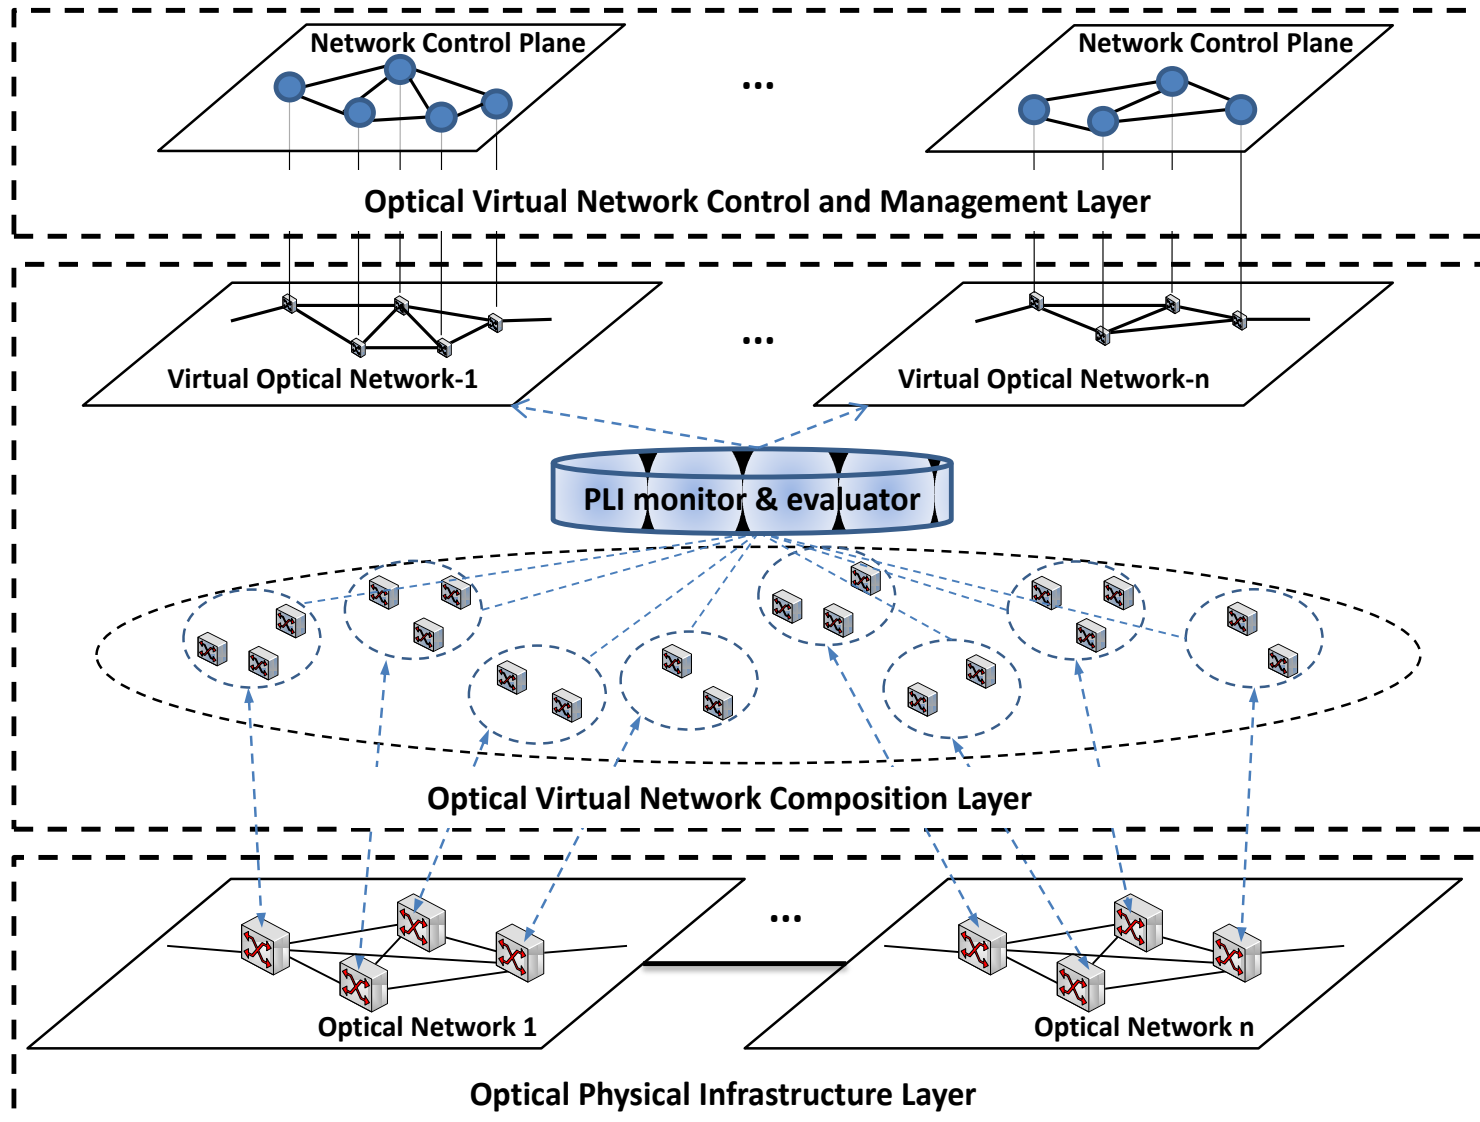 Network Control Plane
...
Network Control Plane
Optical Virtual Network Control and Management Layer
...
Virtual Optical Network-1
Virtual Optical Network-n
PLI monitor & evaluator
Optical Virtual Network Composition Layer
...
Optical Network 1
Optical Network n
Optical Physical Infrastructure Layer